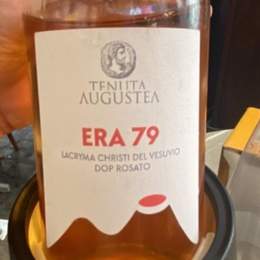 TENUTA
AUGUSTEA
ERA 79
LACRYMA CHRISTI DEL VESUVIO
DOP ROSATO